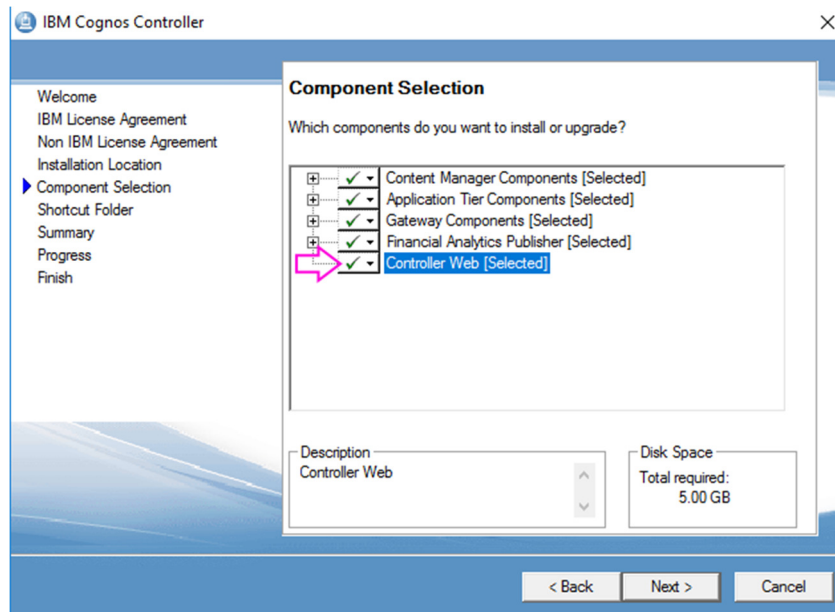 IBM Cognos Controller
Welcome
IBM License Agreement
Non IBM License Agreement
Installation Location
Component Selection
Shortcut Folder
Summary
Progress
Finish
Component Selection
Which components do you want to install or upgrade?
Content Manager Components [Selected]
Application Tier Components [Selected]
Gateway Components [Selected]
Financial Analytics Publisher [Selected]
Controller Web [Selected]
Description
Controller Web
Disk Space
Total required:
5.00 GB
< Back
Next >
Cancel